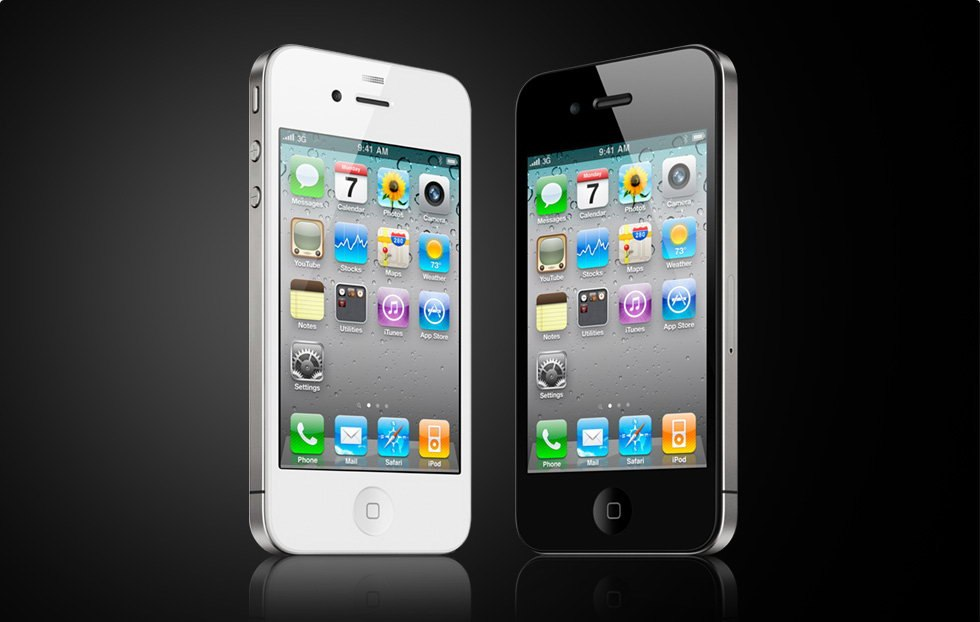 3G 9:41 AM
Monday
7
Messages Calendar Photos Camera
280
73°
YouTube Stocks Maps Weather
Notes Utilities iTunes App Store
Settings
Phone Mail Safari iPod
3G 9:41 AM
Monday
7
Messages Calendar Photos Camera
280
73°
YouTube Stocks Maps Weather
Notes Utilities iTunes App Store
Settings
Phone Mail Safari iPod